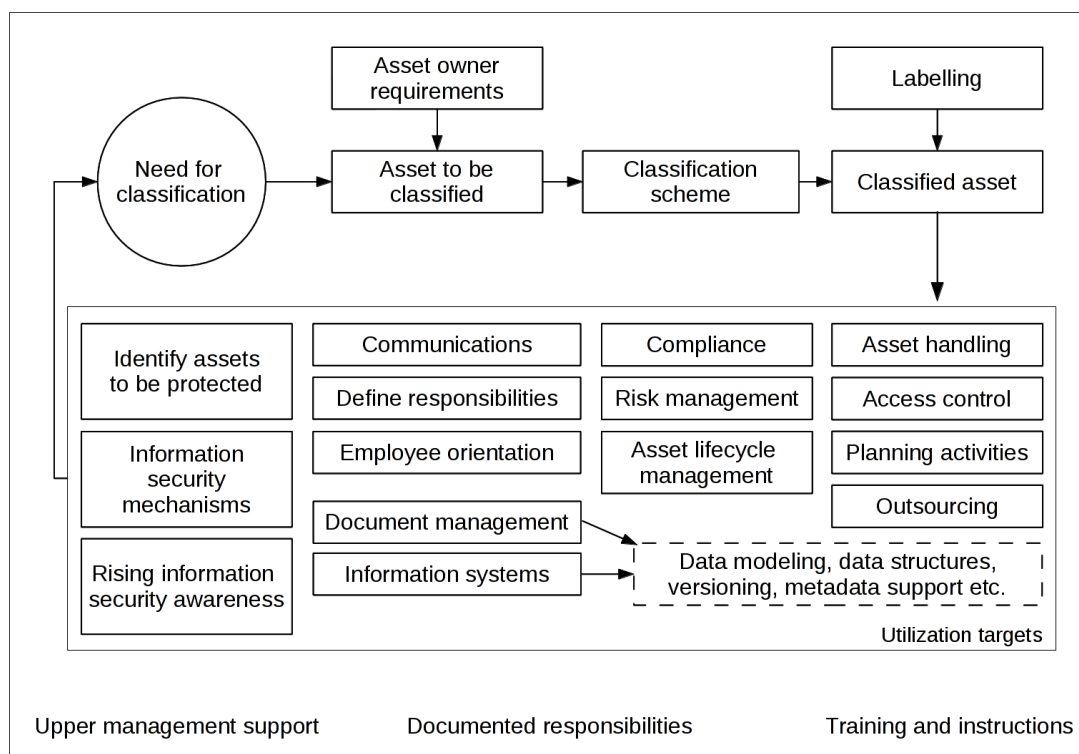 Asset owner
requirements
Labelling
Need for
classification
Asset to be
classified
Classification
scheme
Classified asset
Identify assets
to be protected
Communications
Compliance
Asset handling
Define responsibilities
Risk management
Access control
Information
security
mechanisms
Employee orientation
Asset lifecycle
management
Planning activities
Outsourcing
Document management
Rising information
security awareness
Information systems
Data modeling, data structures,
versioning, metadata support etc.
Utilization targets
Upper management support
Documented responsibilities
Training and instructions